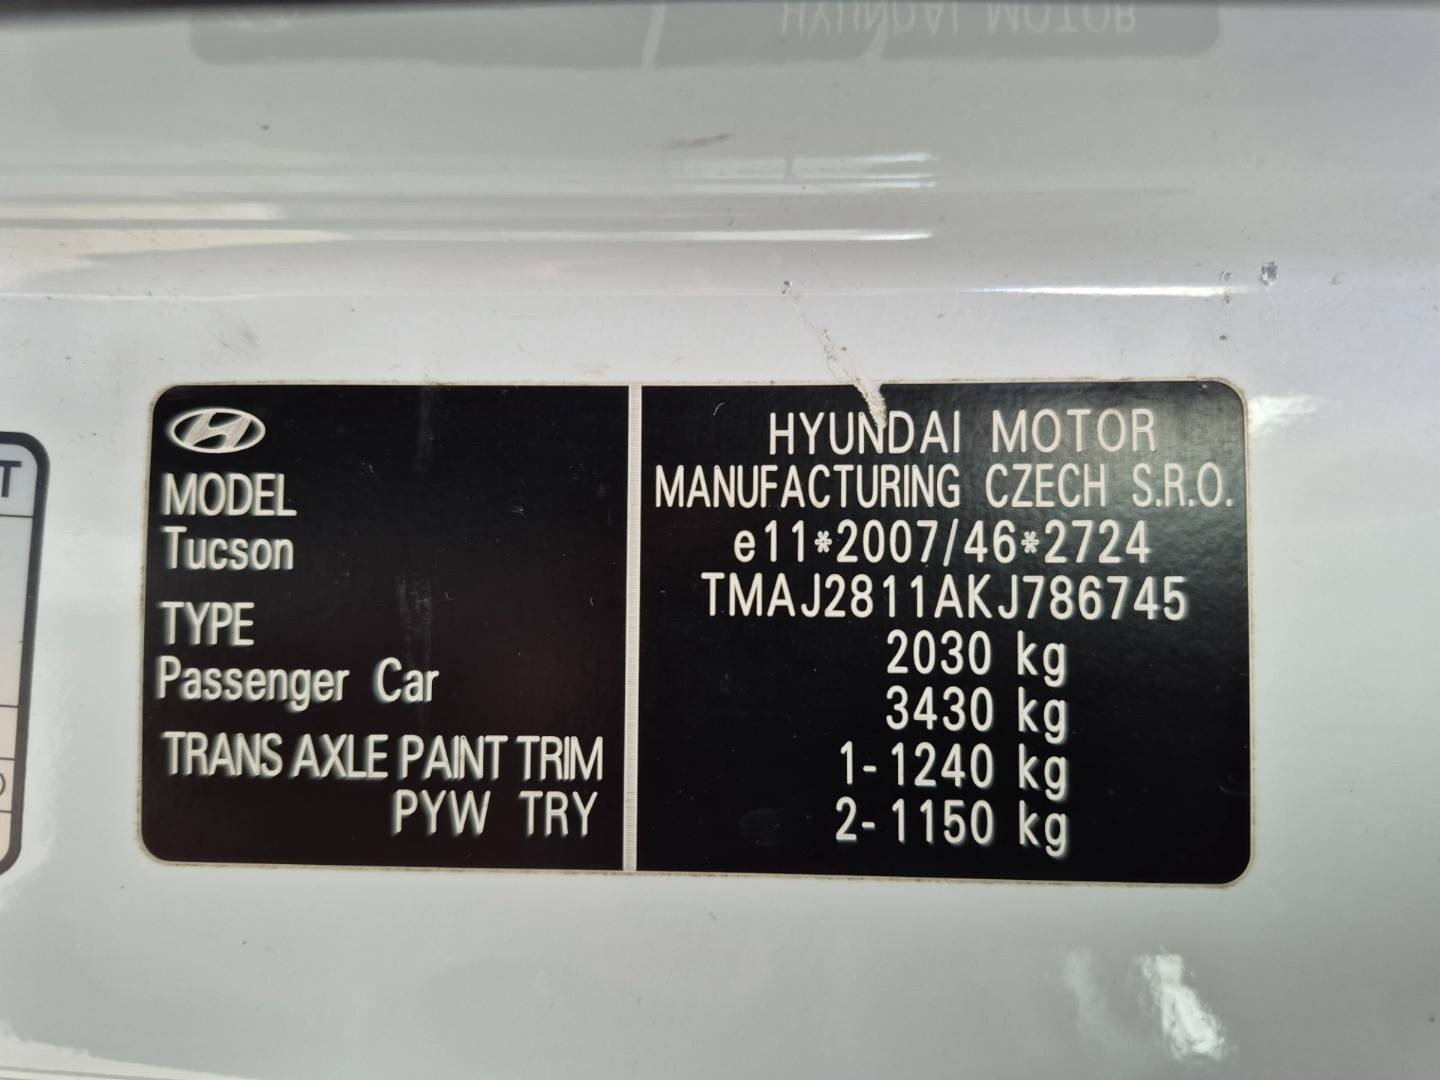 MODEL
Tucson
TYPE
Passenger Car
TRANS AXLE PAINT TRIM
PYW TRY
HYUNDAI MOTOR
MANUFACTURING CZECH S.R.O.
e11*2007/46*2724
TMAJ2811AKJ786745
2030 kg
3430 kg
1-1240 kg
2-1150 kg